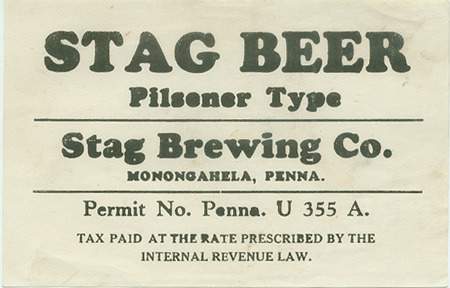 STAG BEER
Pilsener Type
Stag Brewing Co.
MONONGAHELA, PENNA.
Permit No. Penna. U 355 A.
TAX PAID AT THE RATE PRESCRIBED BY THE
INTERNAL REVENUE LAW.